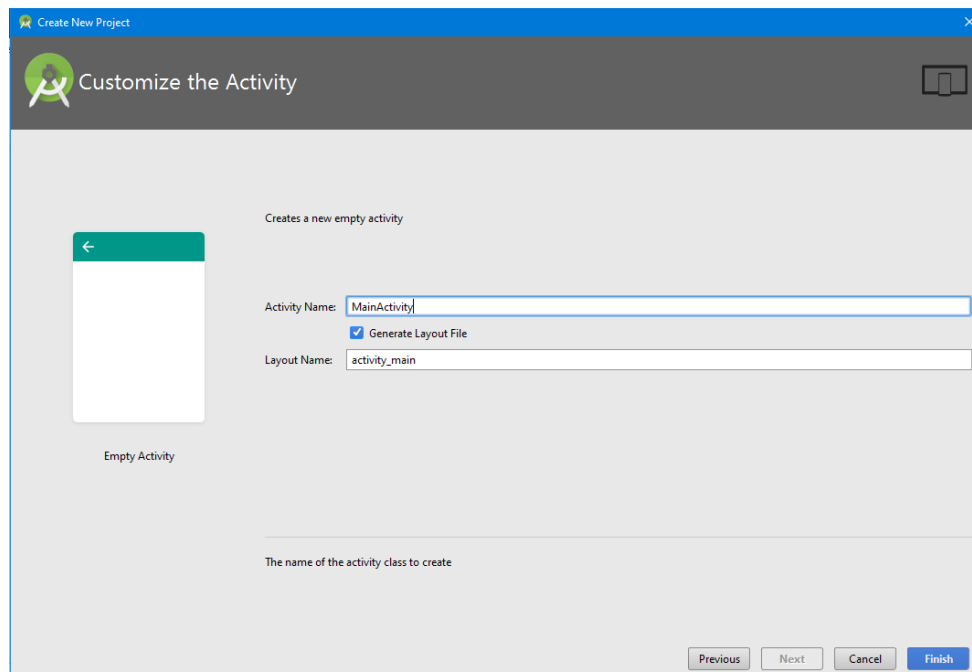 Create New Project
Customize the Activity
Creates a new empty activity
Activity Name: MainActivity
Generate Layout File
Layout Name: activity_main
Empty Activity
The name of the activity class to create
Previous Next Cancel Finish